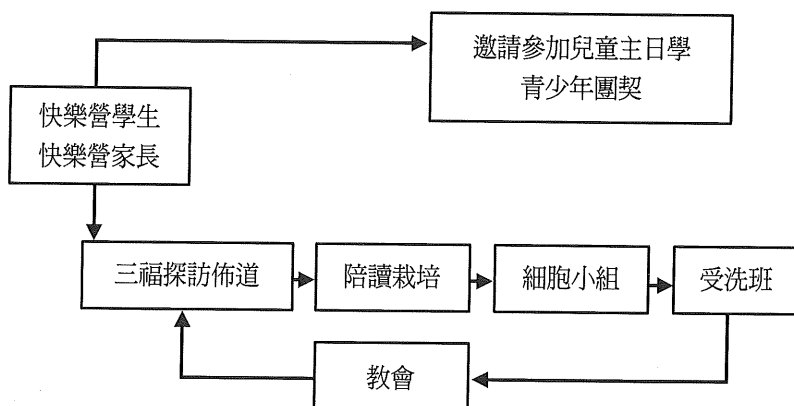 邀請參加兒童主日學
青少年團契
快樂營學生
快樂營家長
三福探訪佈道
陪讀栽培
細胞小組
受洗班
教會